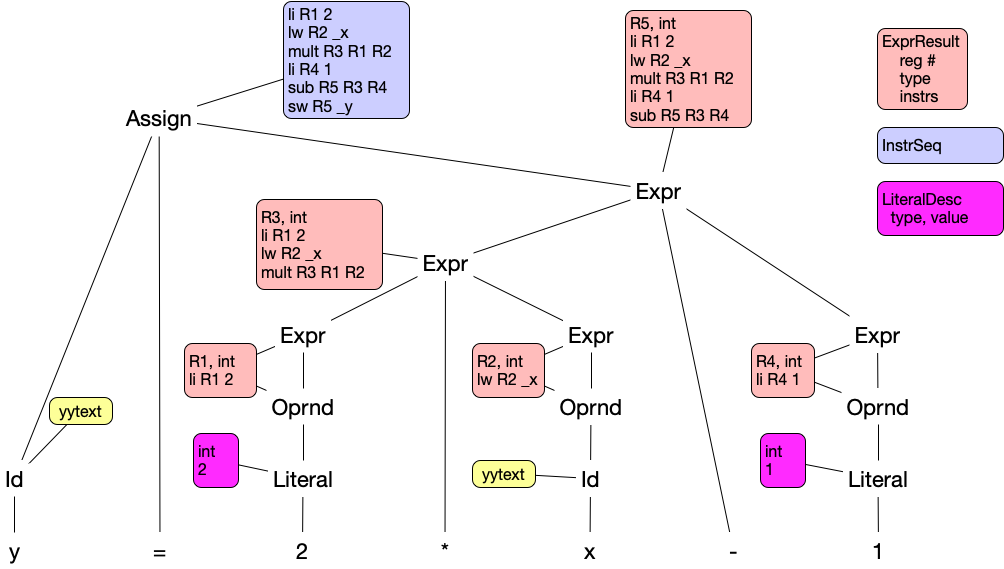 li R1 2
lw R2 _x
mult R3 R1 R2
li R4 1
sub R5 R3 R4
sw R5 _y
R5, int
li R1 2
lw R2 _x
mult R3 R1 R2
li R4 1
sub R5 R3 R4
ExprResult
reg #
type
instrs
InstrSeq
LiteralDesc
type, value
Assign
Expr
R3, int
li R1 2
lw R2 _x
mult R3 R1 R2
Expr
Expr
Expr
Expr
R1, int
li R1 2
R2, int
lw R2 _x
R4, int
li R4 1
Oprnd
Oprnd
Oprnd
yytext
int
2
int
1
Id
Literal
yytext
Id
Literal
y = 2 * x - 1